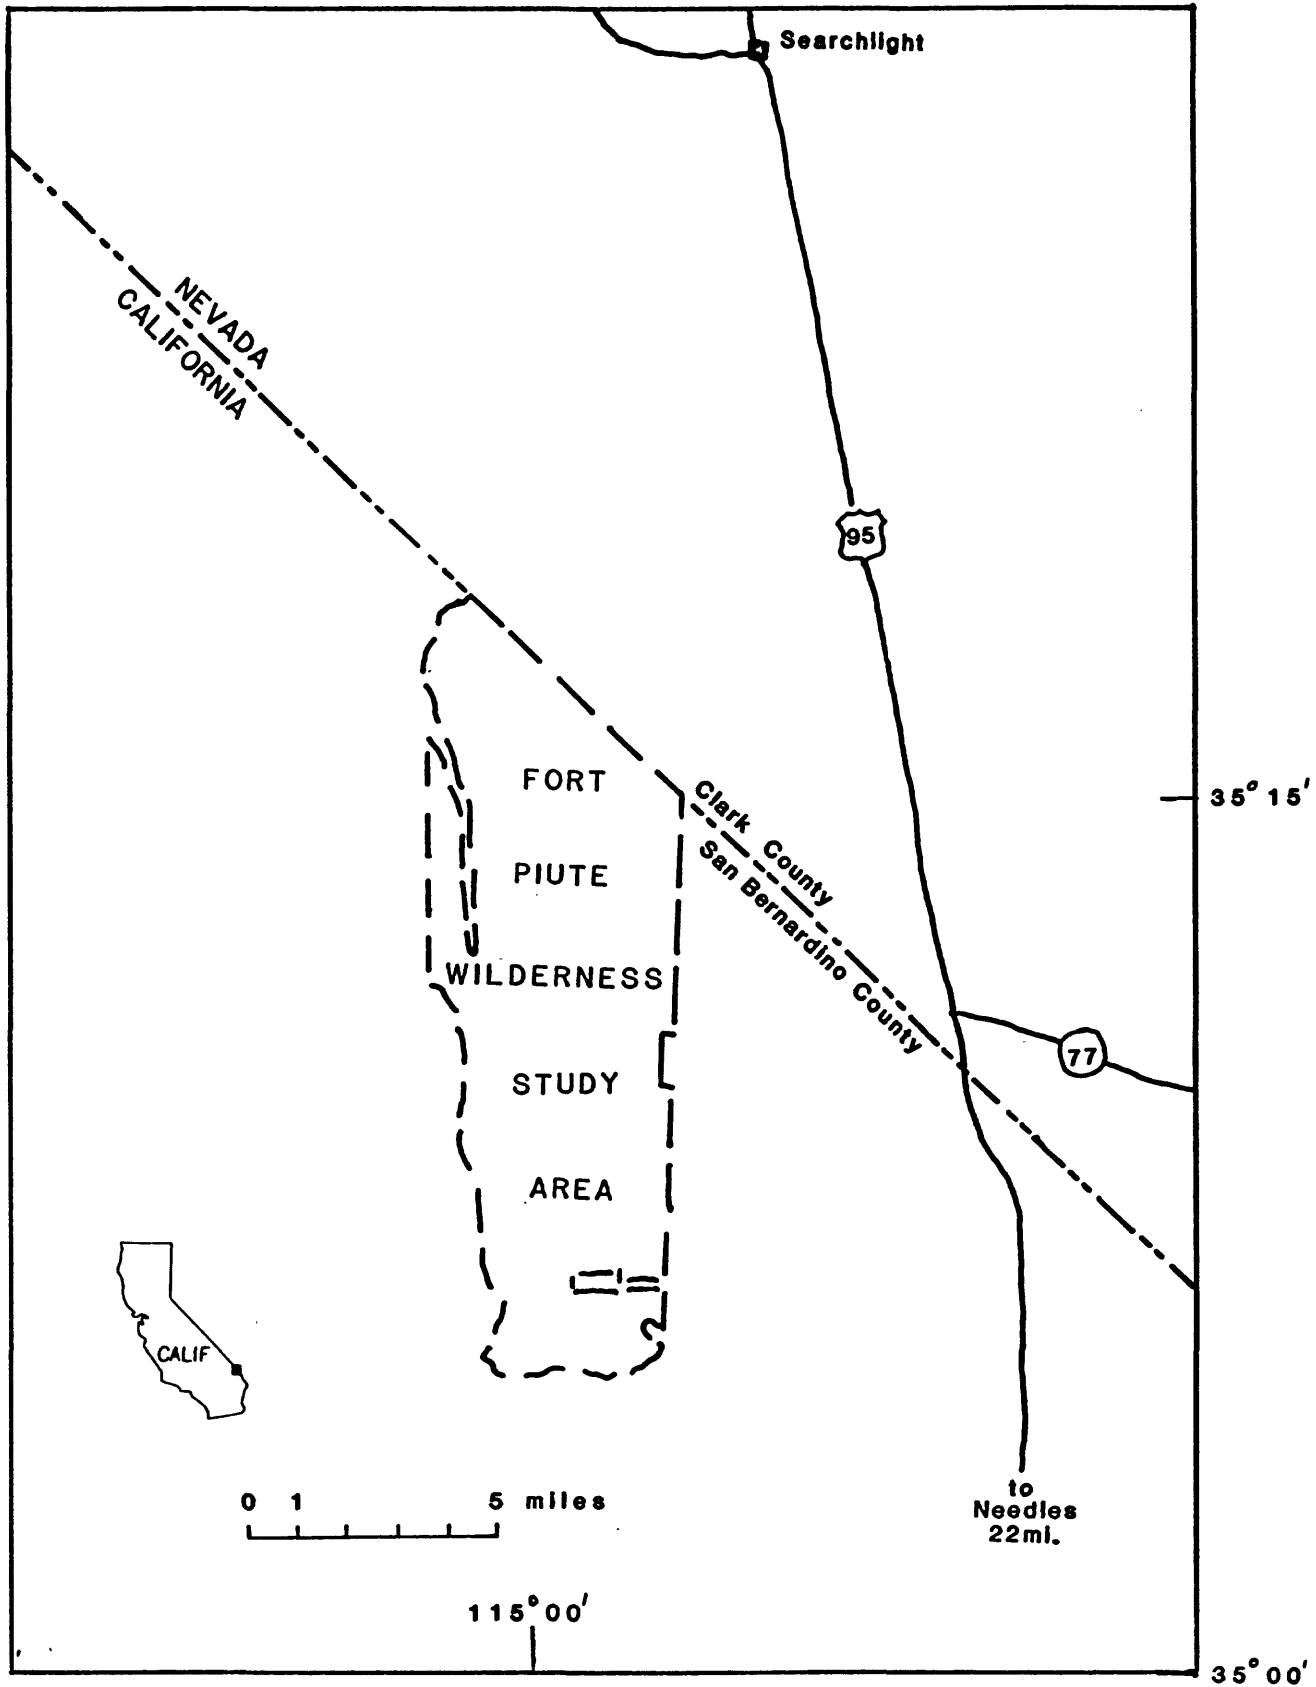 Searchlight
NEVADA
CALIFORNIA
95
FORT
Clark County
35° 15'
San Bernardino County
PIUTE
WILDERNESS
77
STUDY
AREA
CALIF
0 1 5 miles
to
Needles
22mi.
115°00'
35°00'